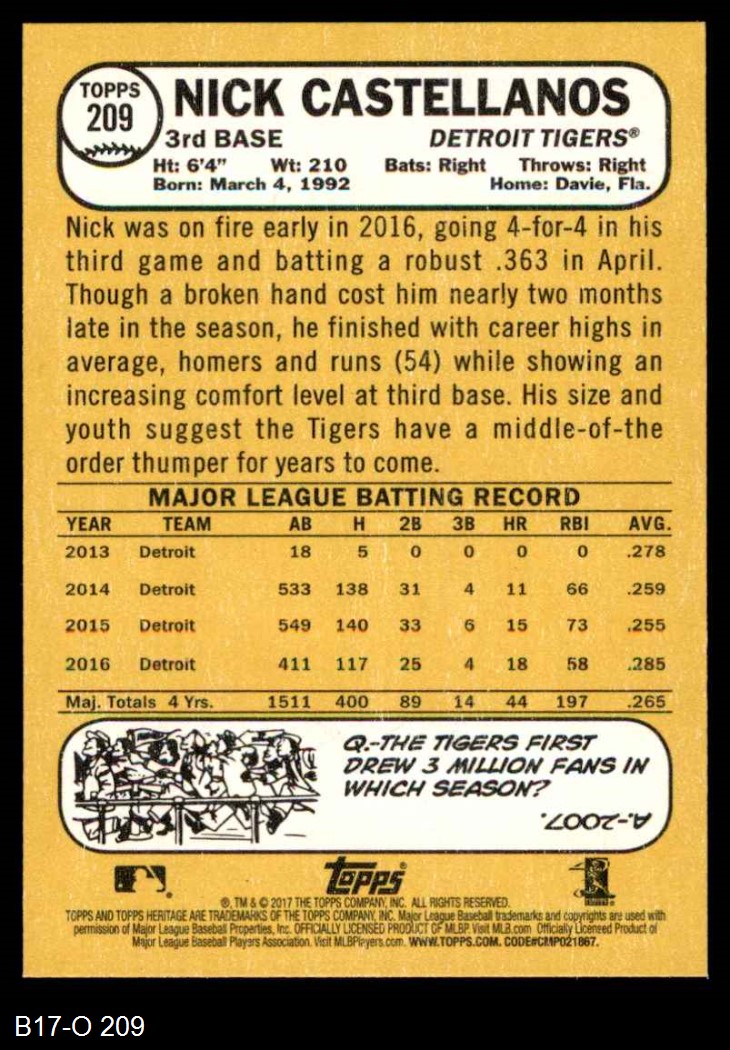 TOPPS
209
NICK CASTELLANOS
3rd BASE DETROIT TIGERS®
Ht: 6'4" Wt: 210 Bats: Right Throws: Right
Born: March 4, 1992 Home: Davie, Fla.
Nick was on fire early in 2016, going 4-for-4 in his
third game and batting a robust .363 in April.
Though a broken hand cost him nearly two months
late in the season, he finished with career highs in
average, homers and runs (54) while showing an
increasing comfort level at third base. His size and
youth suggest the Tigers have a middle-of-the
order thumper for years to come.
MAJOR LEAGUE BATTING RECORD
YEAR TEAM AB H 2B 3B HR RBI AVG.
2013 Detroit 18 5 0 0 0 0 .278
2014 Detroit 533 138 31 4 11 66 .259
2015 Detroit 549 140 33 6 15 73 .255
2016 Detroit 411 117 25 4 18 58 .285
Maj. Totals 4 Yrs. 1511 400 89 14 44 197 .265
Q.-THE TIGERS FIRST
DREW 3 MILLION FANS IN
WHICH SEASON?
A.-2007.
TOPPS®
®, TM & © 2017 THE TOPPS COMPANY, INC. ALL RIGHTS RESERVED.
TOPPS AND TOPPS HERITAGE ARE TRADEMARKS OF THE TOPPS COMPANY, INC. Major League Baseball trademarks and copyrights are used with
permission of Major League Baseball Properties, Inc. OFFICIALLY LICENSED PRODUCT OF MLBP. Visit MLB.com Officially Licensed Product of
Major League Baseball Players Association. Visit MLBPlayers.com. WWW.TOPPS.COM. CODE#CMP021867.
B17-O 209